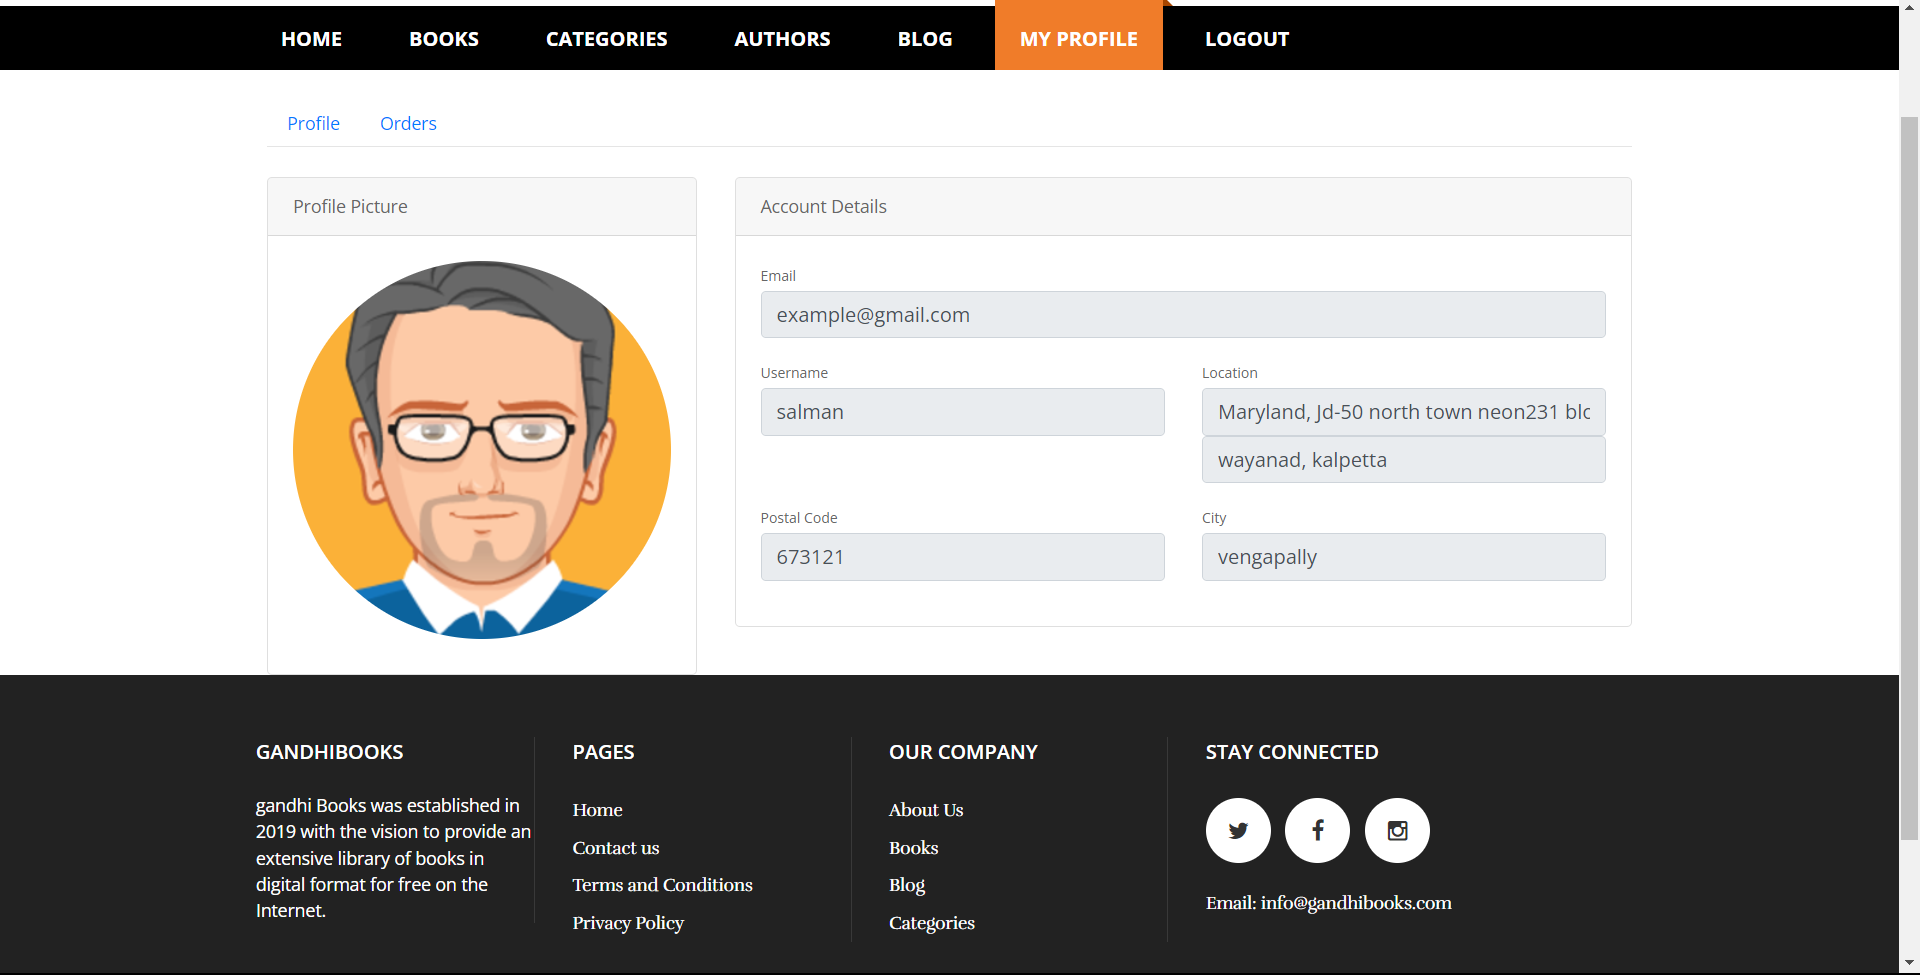 HOME BOOKS CATEGORIES AUTHORS BLOG MY PROFILE LOGOUT
Profile Orders
Profile Picture
Account Details
Email
example@gmail.com
Username
salman
Location
Maryland, Jd-50 north town neon231 blc
wayanad, kalpetta
Postal Code
673121
City
vengapally
GANDHIBOOKS
gandhi Books was established in
2019 with the vision to provide an
extensive library of books in
digital format for free on the
Internet.
PAGES
Home
Contact us
Terms and Conditions
Privacy Policy
OUR COMPANY
About Us
Books
Blog
Categories
STAY CONNECTED
Email: info@gandhibooks.com